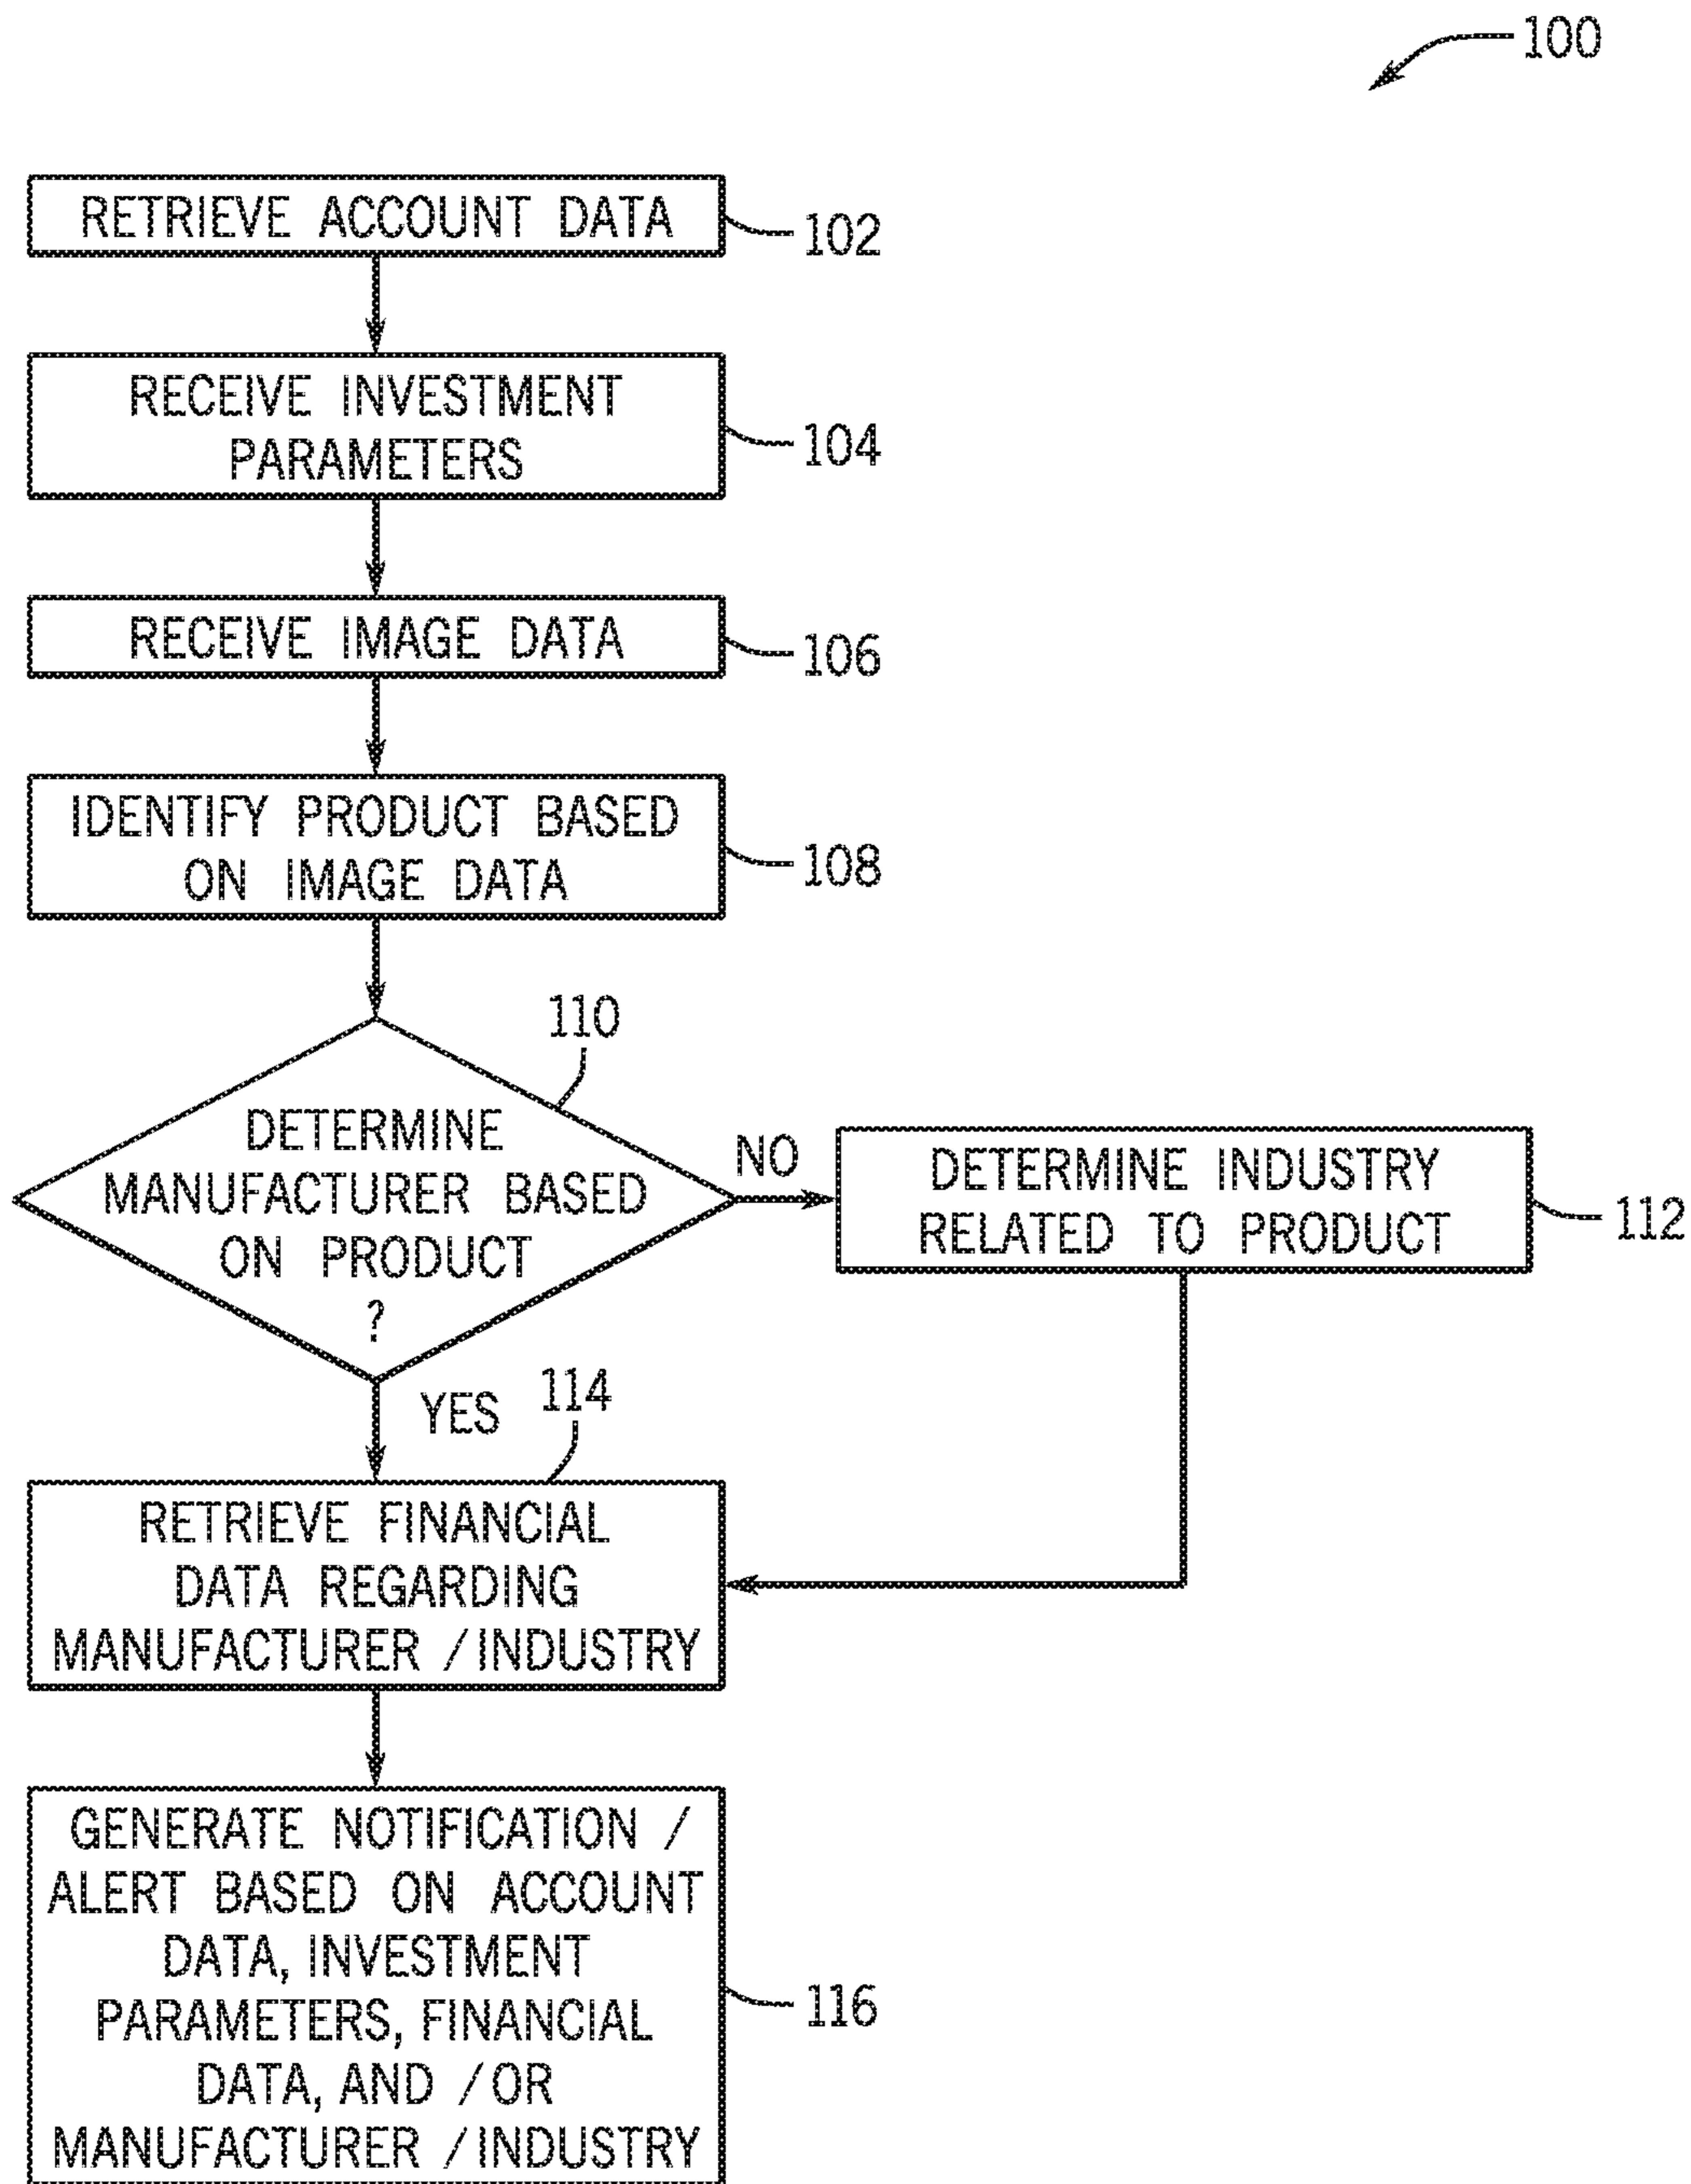 100
RETRIEVE ACCOUNT DATA
102
RECEIVE INVESTMENT
PARAMETERS
104
RECEIVE IMAGE DATA
106
IDENTIFY PRODUCT BASED
ON IMAGE DATA
108
110
DETERMINE
MANUFACTURER BASED
ON PRODUCT
?
NO
DETERMINE INDUSTRY
RELATED TO PRODUCT
112
YES
114
RETRIEVE FINANCIAL
DATA REGARDING
MANUFACTURER /INDUSTRY
GENERATE NOTIFICATION /
ALERT BASED ON ACCOUNT
DATA, INVESTMENT
PARAMETERS, FINANCIAL
DATA, AND /OR
MANUFACTURER /INDUSTRY
116